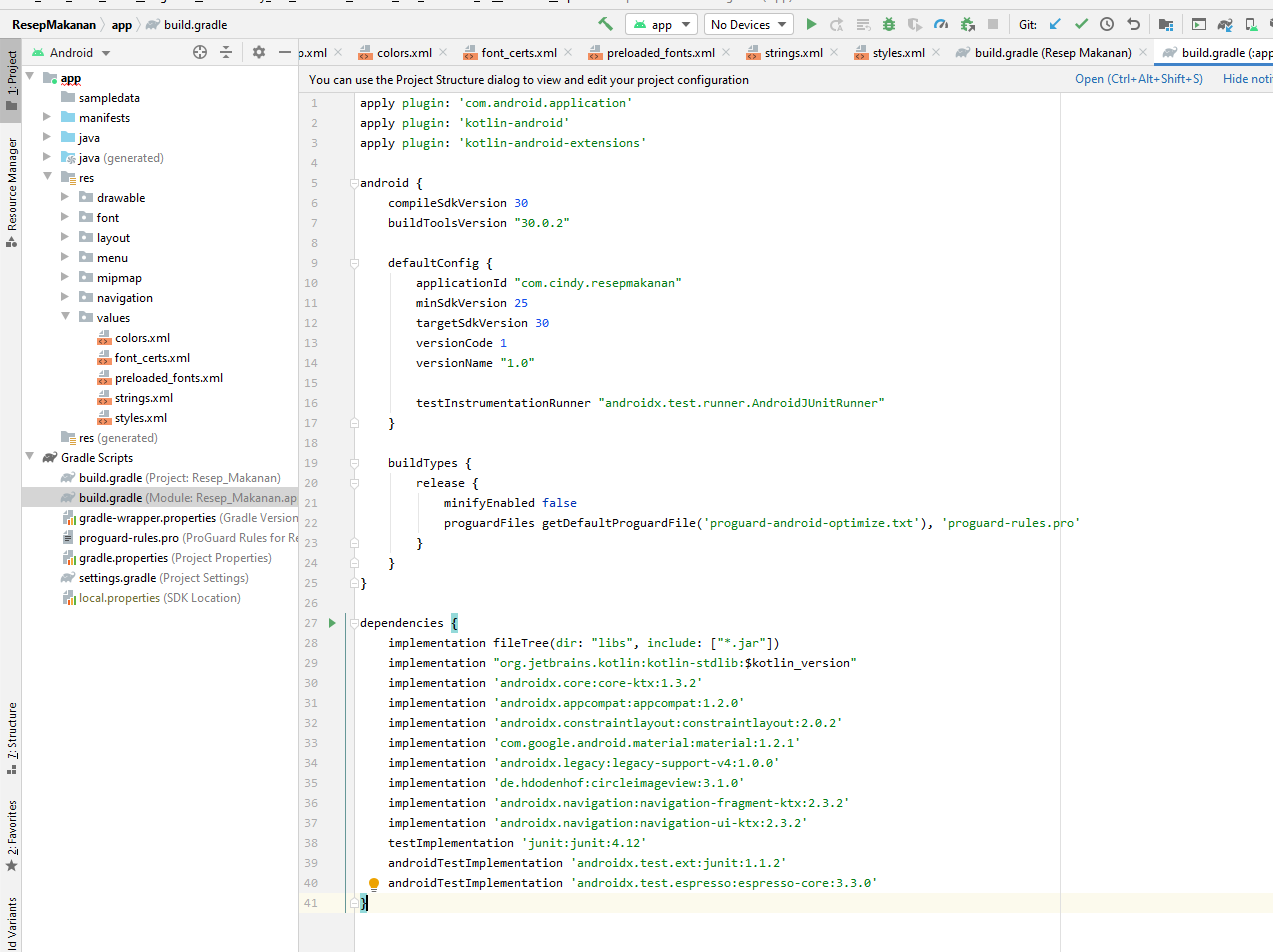 ResepMakanan app build.gradle
app No Devices Git:
Android
.xml colors.xml font_certs.xml preloaded_fonts.xml strings.xml styles.xml build.gradle (Resep Makanan) build.gradle (:app
You can use the Project Structure dialog to view and edit your project configuration Open (Ctrl+Alt+Shift+S) Hide noti
1: Project
Resource Manager
7: Structure
2: Favorites
ld Variants
app
sampledata
manifests
java
java (generated)
res
drawable
font
layout
menu
mipmap
navigation
values
colors.xml
font_certs.xml
preloaded_fonts.xml
strings.xml
styles.xml
res (generated)
Gradle Scripts
build.gradle (Project: Resep_Makanan)
build.gradle (Module: Resep_Makanan.ap
gradle-wrapper.properties (Gradle Version
proguard-rules.pro (ProGuard Rules for Re
gradle.properties (Project Properties)
settings.gradle (Project Settings)
local.properties (SDK Location)
1 apply plugin: 'com.android.application'
2 apply plugin: 'kotlin-android'
3 apply plugin: 'kotlin-android-extensions'
4
5 android {
6 compileSdkVersion 30
7 buildToolsVersion "30.0.2"
8
9 defaultConfig {
10 applicationId "com.cindy.resepmakanan"
11 minSdkVersion 25
12 targetSdkVersion 30
13 versionCode 1
14 versionName "1.0"
15
16 testInstrumentationRunner "androidx.test.runner.AndroidJUnitRunner"
17 }
18
19 buildTypes {
20 release {
21 minifyEnabled false
22 proguardFiles getDefaultProguardFile('proguard-android-optimize.txt'), 'proguard-rules.pro'
23 }
24 }
25 }
26
27 dependencies {
28 implementation fileTree(dir: "libs", include: ["*.jar"])
29 implementation "org.jetbrains.kotlin:kotlin-stdlib:$kotlin_version"
30 implementation 'androidx.core:core-ktx:1.3.2'
31 implementation 'androidx.appcompat:appcompat:1.2.0'
32 implementation 'androidx.constraintlayout:constraintlayout:2.0.2'
33 implementation 'com.google.android.material:material:1.2.1'
34 implementation 'androidx.legacy:legacy-support-v4:1.0.0'
35 implementation 'de.hdodenhof:circleimageview:3.1.0'
36 implementation 'androidx.navigation:navigation-fragment-ktx:2.3.2'
37 implementation 'androidx.navigation:navigation-ui-ktx:2.3.2'
38 testImplementation 'junit:junit:4.12'
39 androidTestImplementation 'androidx.test.ext:junit:1.1.2'
40 androidTestImplementation 'androidx.test.espresso:espresso-core:3.3.0'
41 }